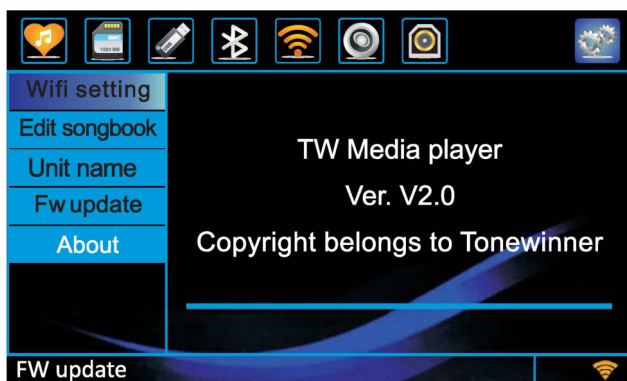 MMC
Wifi setting
Edit songbook
Unit name
Fw update
About
TW Media player
Ver. V2.0
Copyright belongs to Tonewinner
FW update